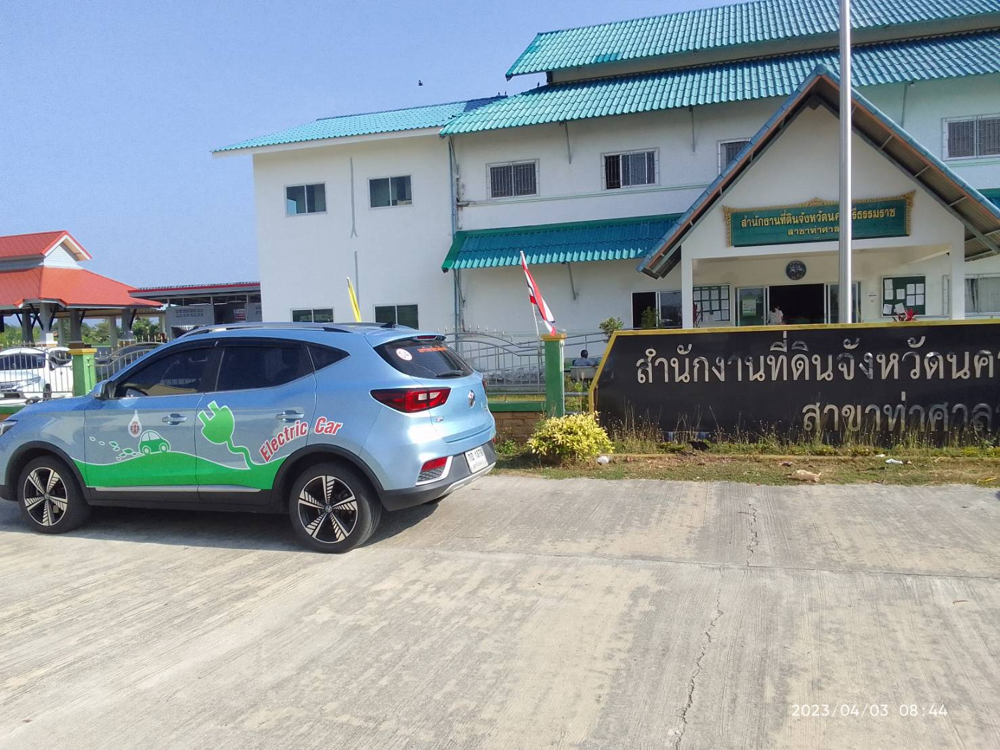 สำนักงานที่ดินจังหวัดนค รีธรรมราช
สาขาท่าศาล
สำนักงานที่ดินจังหวัดนค
สาขาท่าศาล
Electric Car
04
2023/04/03 08:44